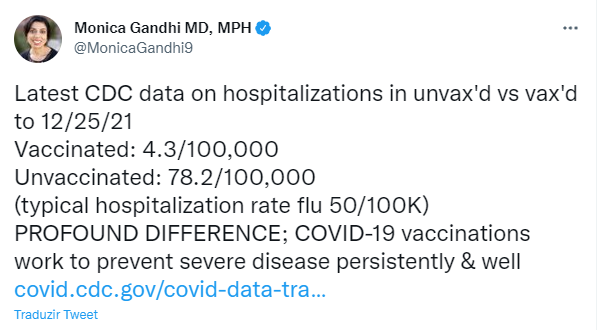 Monica Gandhi MD, MPH
@MonicaGandhi9
Latest CDC data on hospitalizations in unvax'd vs vax'd
to 12/25/21
Vaccinated: 4.3/100,000
Unvaccinated: 78.2/100,000
(typical hospitalization rate flu 50/100K)
PROFOUND DIFFERENCE; COVID-19 vaccinations
work to prevent severe disease persistently & well
covid.cdc.gov/covid-data-tra...
Traduzir Tweet